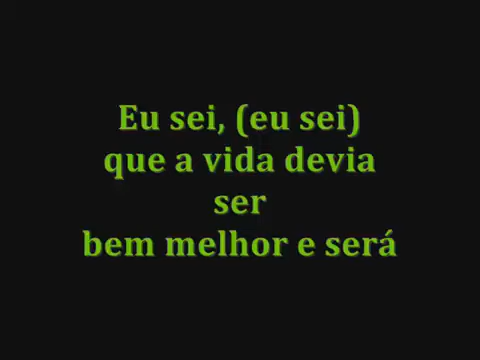 Eu sei, (eu sei)
que a vida devia
ser
bem melhor e será